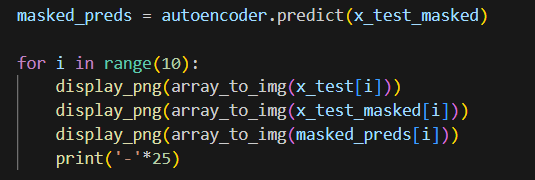 masked_preds = autoencoder.predict(x_test_masked)

for i in range(10):
    display_png(array_to_img(x_test[i]))
    display_png(array_to_img(x_test_masked[i]))
    display_png(array_to_img(masked_preds[i]))
    print('-'*25)